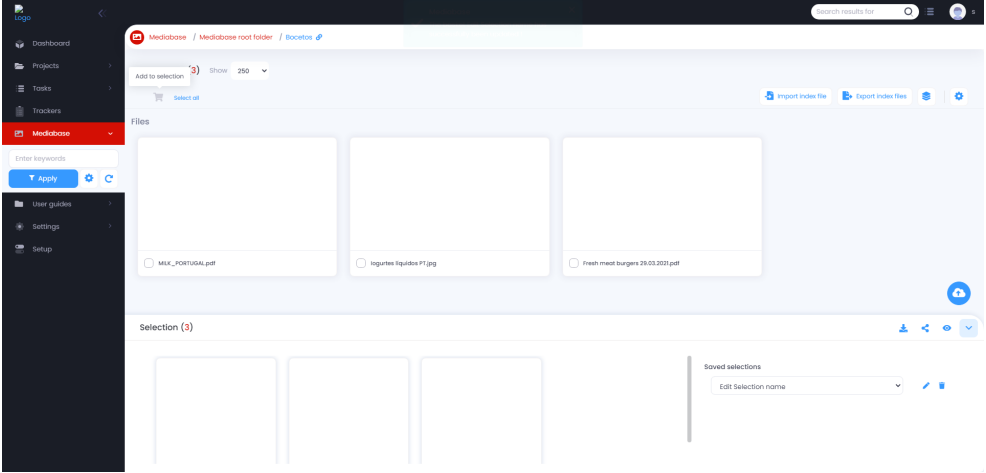 Logo
Search results for
s
Dashboard
Projects
Tasks
Trackers
Mediabase
Enter keywords
Apply
User guides
Settings
Setup
Mediabase / Mediabase root folder / Bocetos
3) Show 250
Add to selection
Select all
Import index file
Export index files
Files
MILK_PORTUGAL.pdf
Iogurtes liquidos PT.jpg
Fresh meat burgers 29.03.2021.pdf
Selection (3)
Saved selections
Edit Selection name